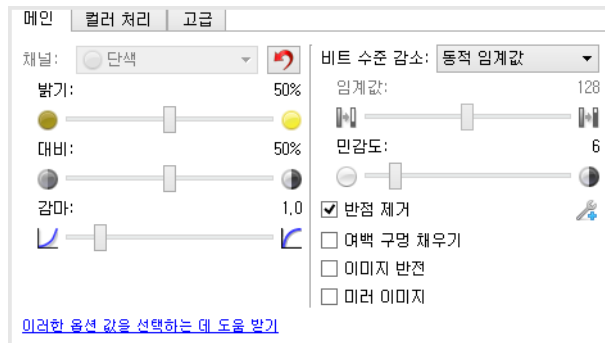 메인 컬러 처리 고급
채널: 단색
밝기: 50%
대비: 50%
감마: 1,0
비트 수준 감소: 동적 임계값
임계값: 128
민감도: 6
반점 제거
여백 구멍 채우기
이미지 반전
미러 이미지
이러한 옵션 값을 선택하는 데 도움 받기